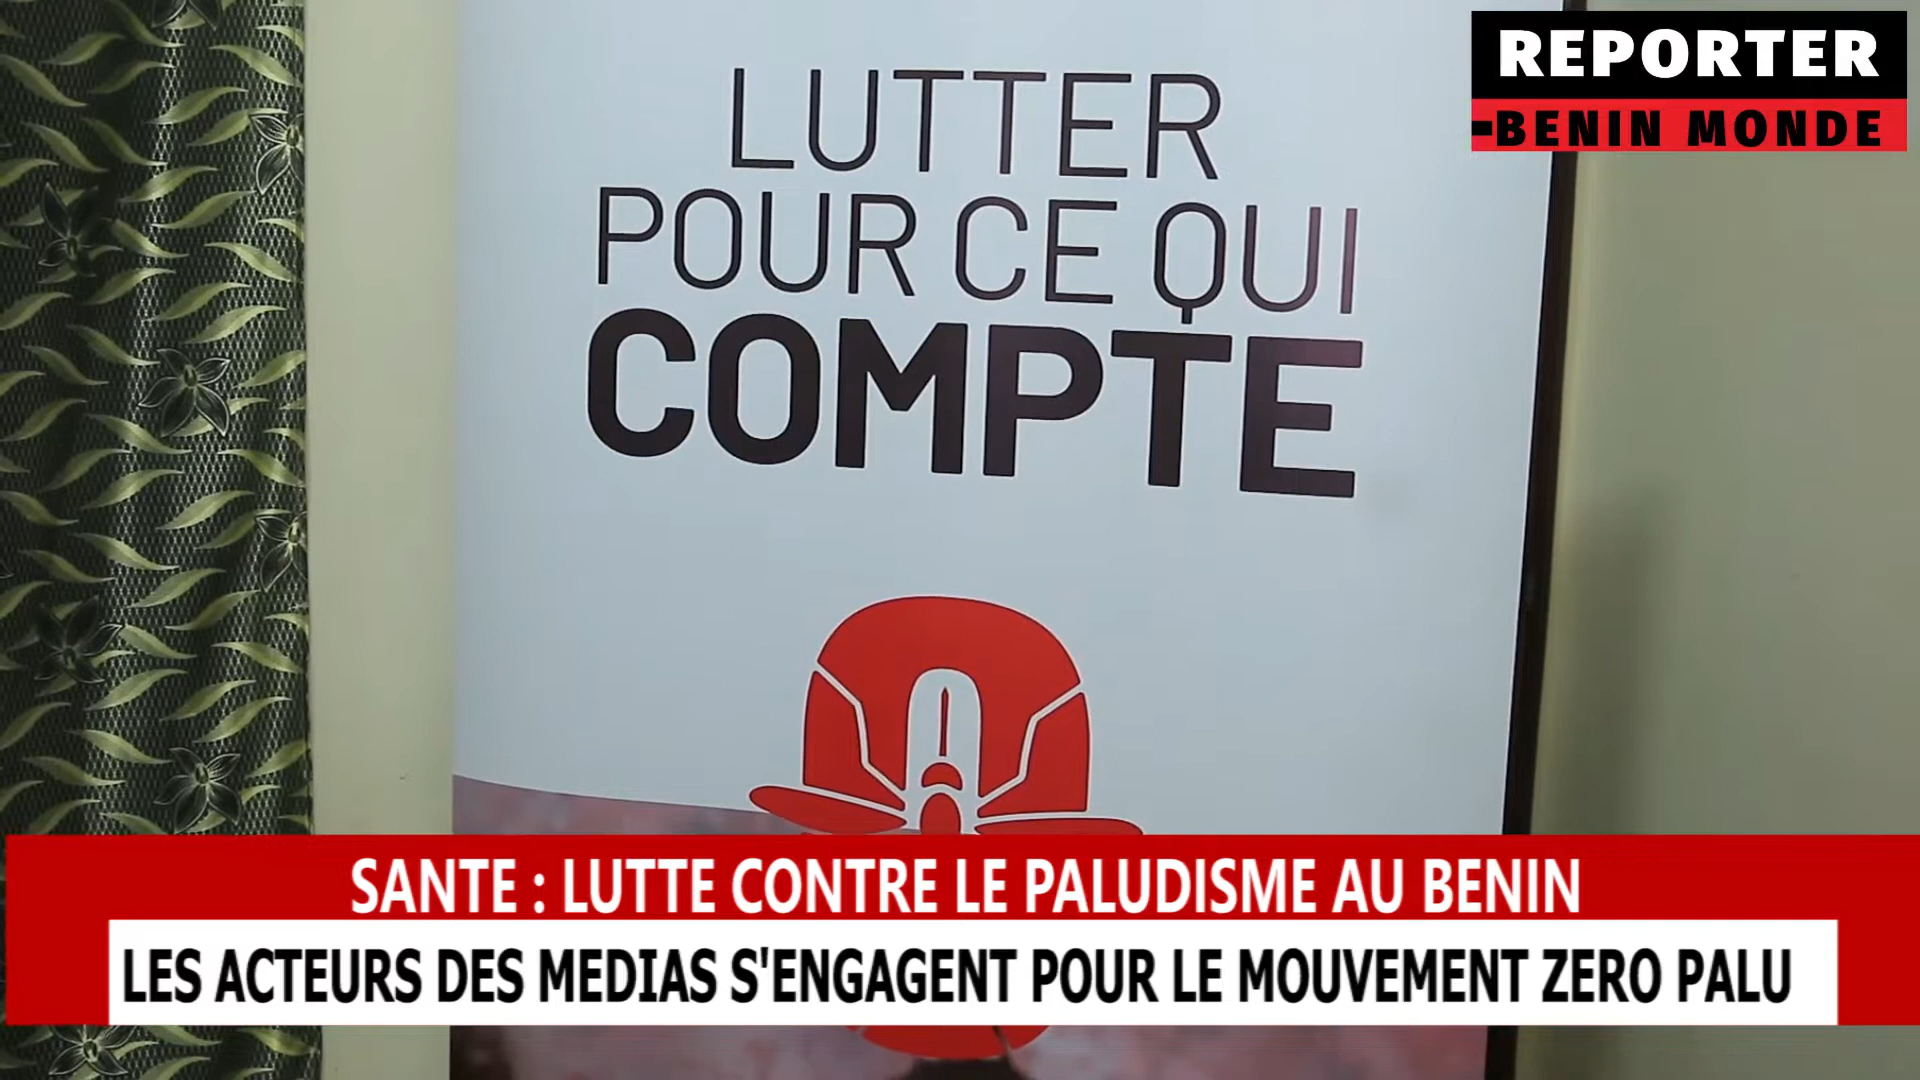 REPORTER
BENIN MONDE
LUTTER
POUR CE QUI
COMPTE
SANTE : LUTTE CONTRE LE PALUDISME AU BENIN
LES ACTEURS DES MEDIAS S'ENGAGENT POUR LE MOUVEMENT ZERO PALU